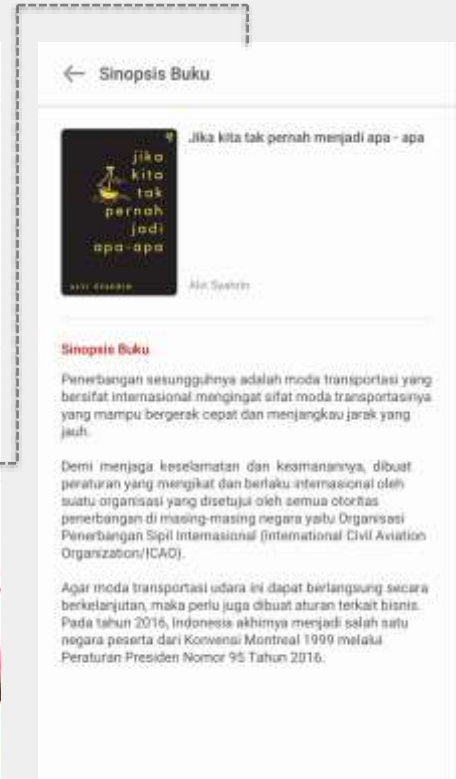 Sinopsis Buku
Jika kita tak pernah menjadi apa - apa
jika
kita
tak
pernah
jadi
apa-apa
Alvi Syahrin
Sinopsis Buku
Penerbangan sesungguhnya adalah moda transportasi yang
bersifat internasional mengingat sifat moda transportasinya
yang mampu bergerak cepat dan menjangkau jarak yang
jauh.
Demi menjaga keselamatan dan keamanannya, dibuat
peraturan yang mengikat dan berlaku internasional oleh
suatu organisasi yang disetujui oleh semua otoritas
penerbangan di masing-masing negara yaitu Organisasi
Penerbangan Sipil Internasional (International Civil Aviation
Organization/ICAO).
Agar moda transportasi udara ini dapat berlangsung secara
berkelanjutan, maka perlu juga dibuat aturan terkait bisnis.
Pada tahun 2016, Indonesia akhirnya menjadi salah satu
negara peserta dari Konvensi Montreal 1999 melalui
Peraturan Presiden Nomor 95 Tahun 2016.